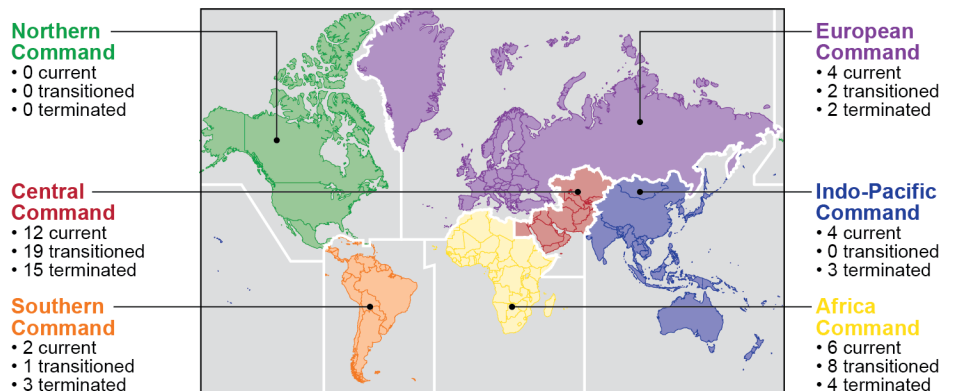 Northern
Command
• 0 current
• 0 transitioned
• 0 terminated
Central
Command
• 12 current
• 19 transitioned
• 15 terminated
Southern
Command
• 2 current
• 1 transitioned
• 3 terminated
European
Command
• 4 current
• 2 transitioned
• 2 terminated
Indo-Pacific
Command
• 4 current
• 0 transitioned
• 3 terminated
Africa
Command
• 6 current
• 8 transitioned
• 4 terminated